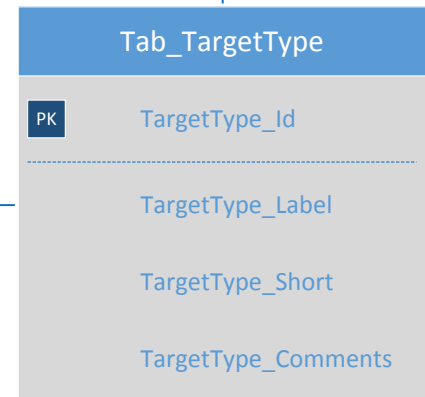 Tab_TargetType
PK TargetType_Id
TargetType_Label
TargetType_Short
TargetType_Comments